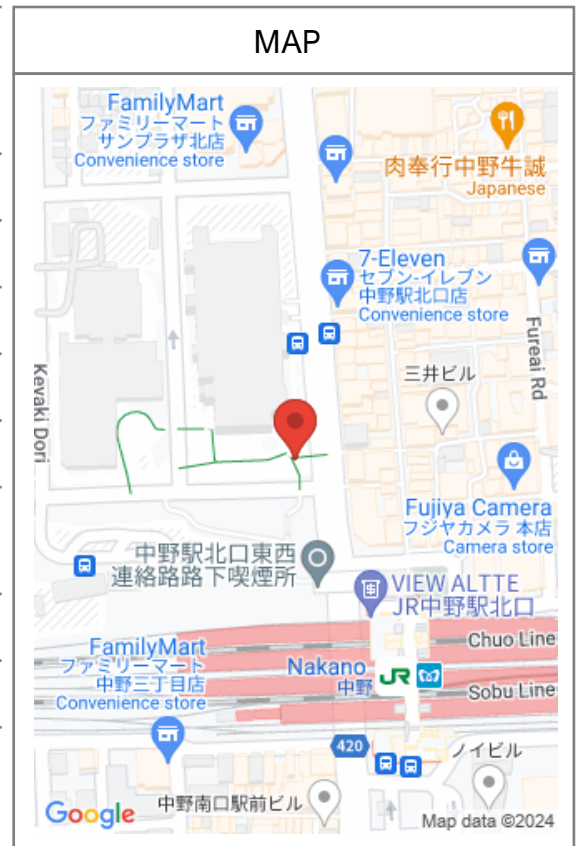 MAP
FamilyMart
ファミリーマート
サンプラザ北店
Convenience store
肉奉行中野牛誠
Japanese
7-Eleven
セブン-イレブン
中野駅北口店
Convenience store
Fureai Rd
三井ビル
Kevaki Dori
Fujiya Camera
フジヤカメラ 本店
Camera store
中野駅北口東西
連絡路路下喫煙所
VIEW ALTTE
JR中野駅北口
Chuo Line
FamilyMart
ファミリーマート
中野三丁目店
Convenience store
Nakano
中野
JR
Sobu Line
420
ノイビル
中野南口駅前ビル
Google
Map data ©2024